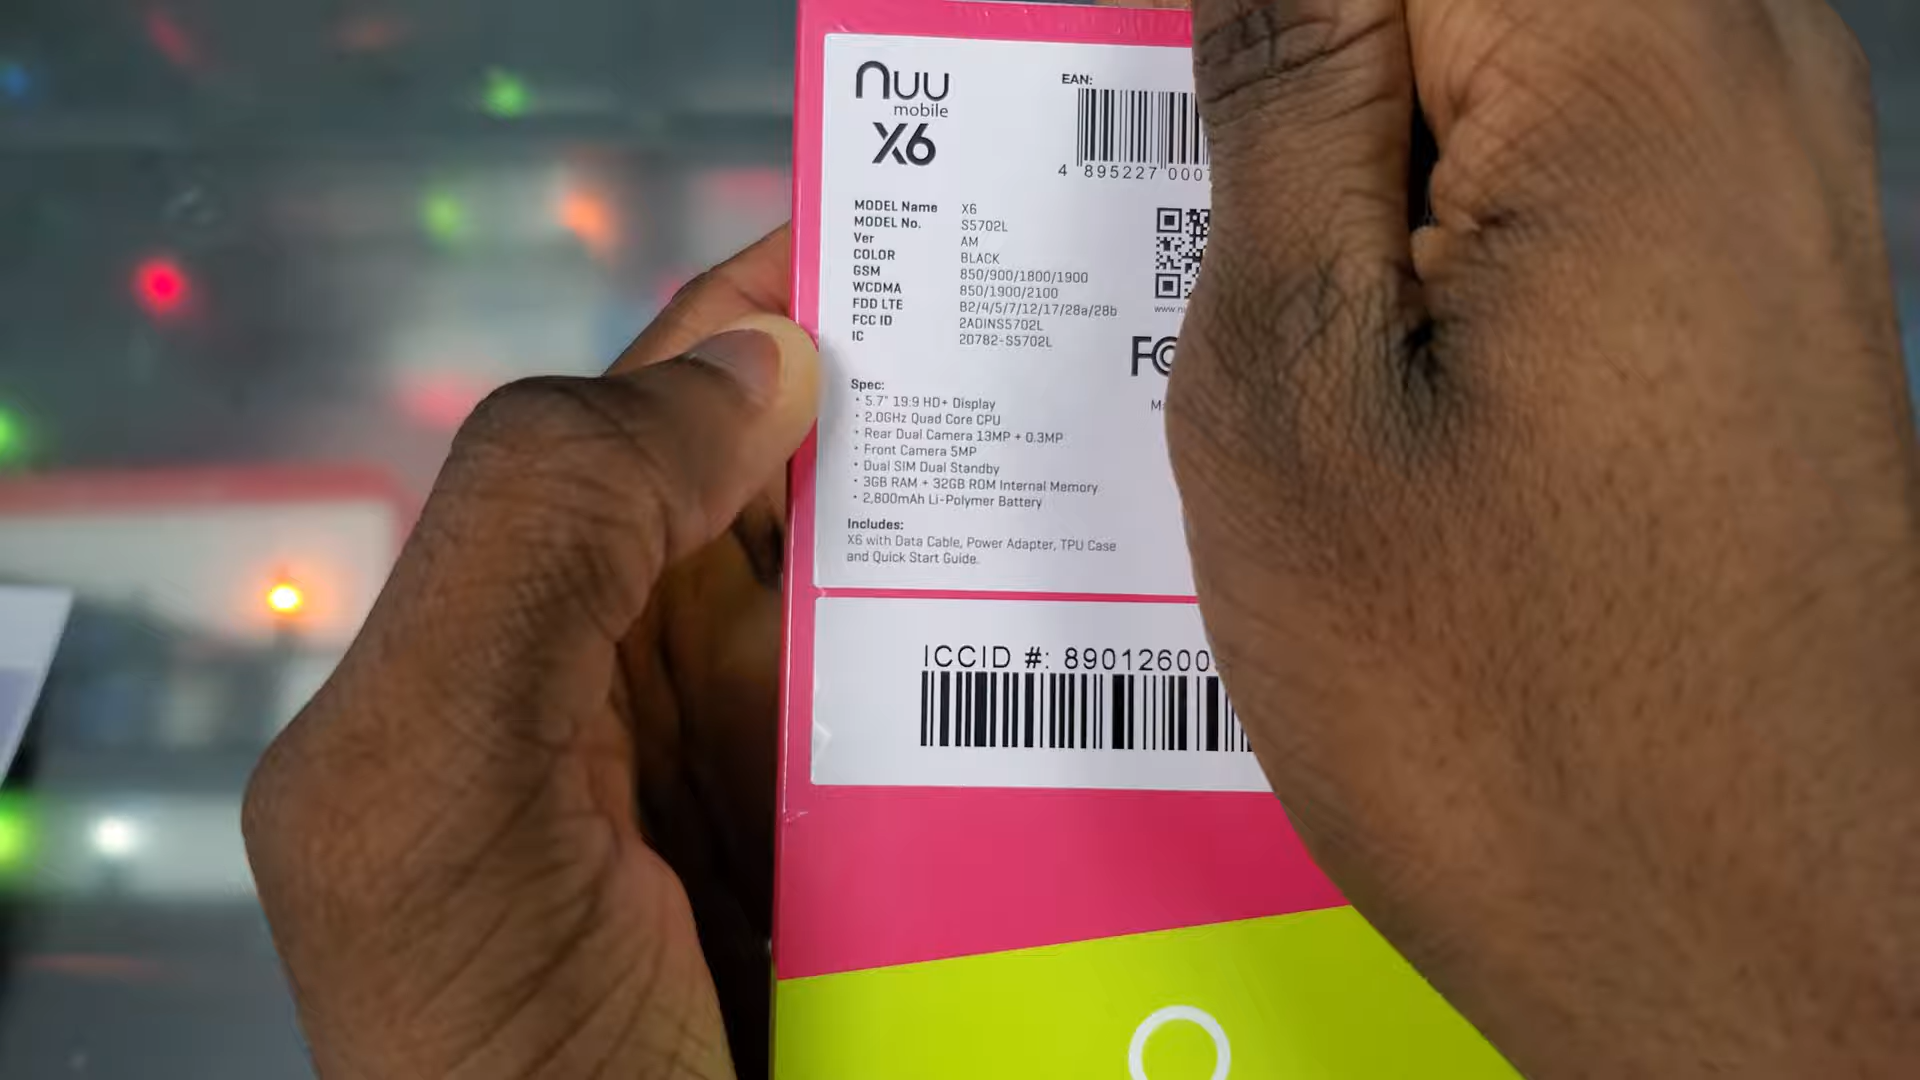 nuu
mobile
X6
EAN:
4 895227 000
MODEL Name X6
MODEL No. S5702L
Ver AM
COLOR BLACK
GSM 850/900/1800/1900
WCDMA 850/1900/2100
FDD LTE B2/4/5/7/12/17/28a/28b
FCC ID 2ADINS5702L
IC 20782-S5702L
FC
Spec:
• 5.7" 19:9 HD+ Display
• 2.0GHz Quad Core CPU
• Rear Dual Camera 13MP + 0.3MP
• Front Camera 5MP
• Dual SIM Dual Standby
• 3GB RAM + 32GB ROM Internal Memory
• 2,800mAh Li-Polymer Battery
Includes:
X6 with Data Cable, Power Adapter, TPU Case
and Quick Start Guide.
ICCID #: 89012600